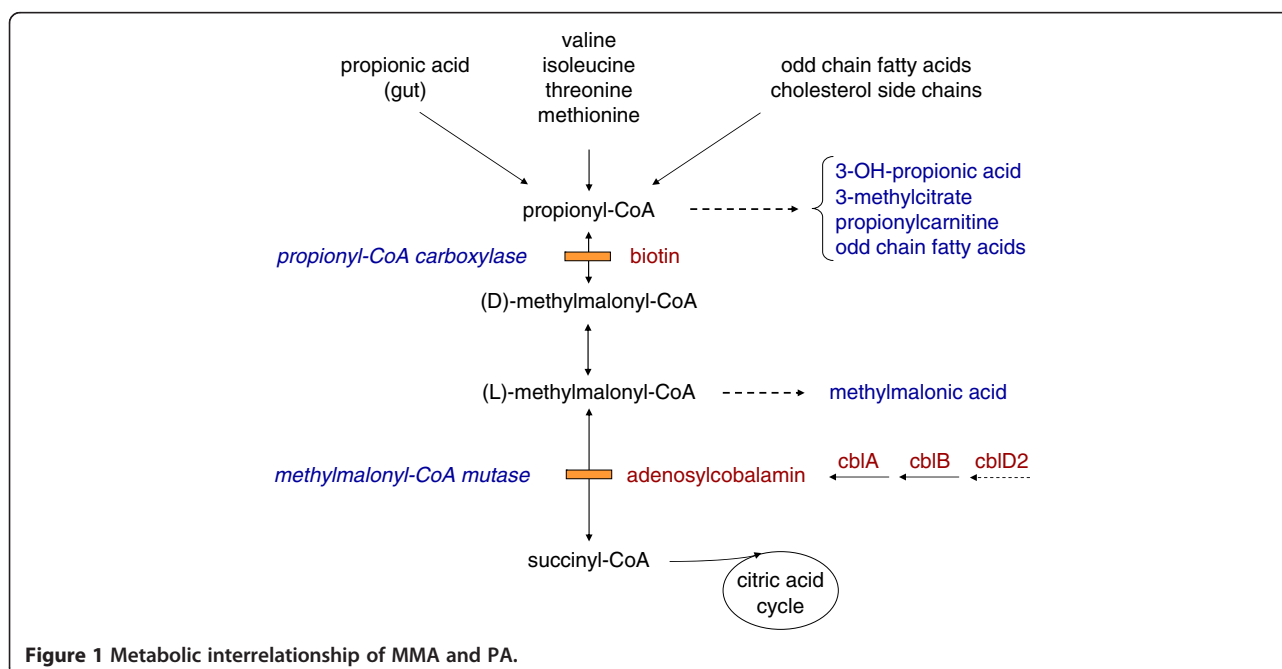 propionic acid
(gut)
valine
isoleucine
threonine
methionine
odd chain fatty acids
cholesterol side chains
propionyl-CoA
3-OH-propionic acid
3-methylcitrate
propionylcarnitine
odd chain fatty acids
propionyl-CoA carboxylase
biotin
(D)-methylmalonyl-CoA
(L)-methylmalonyl-CoA
methylmalonic acid
methylmalonyl-CoA mutase
adenosylcobalamin
cblA
cblB
cblD2
succinyl-CoA
citric acid
cycle
Figure 1 Metabolic interrelationship of MMA and PA.